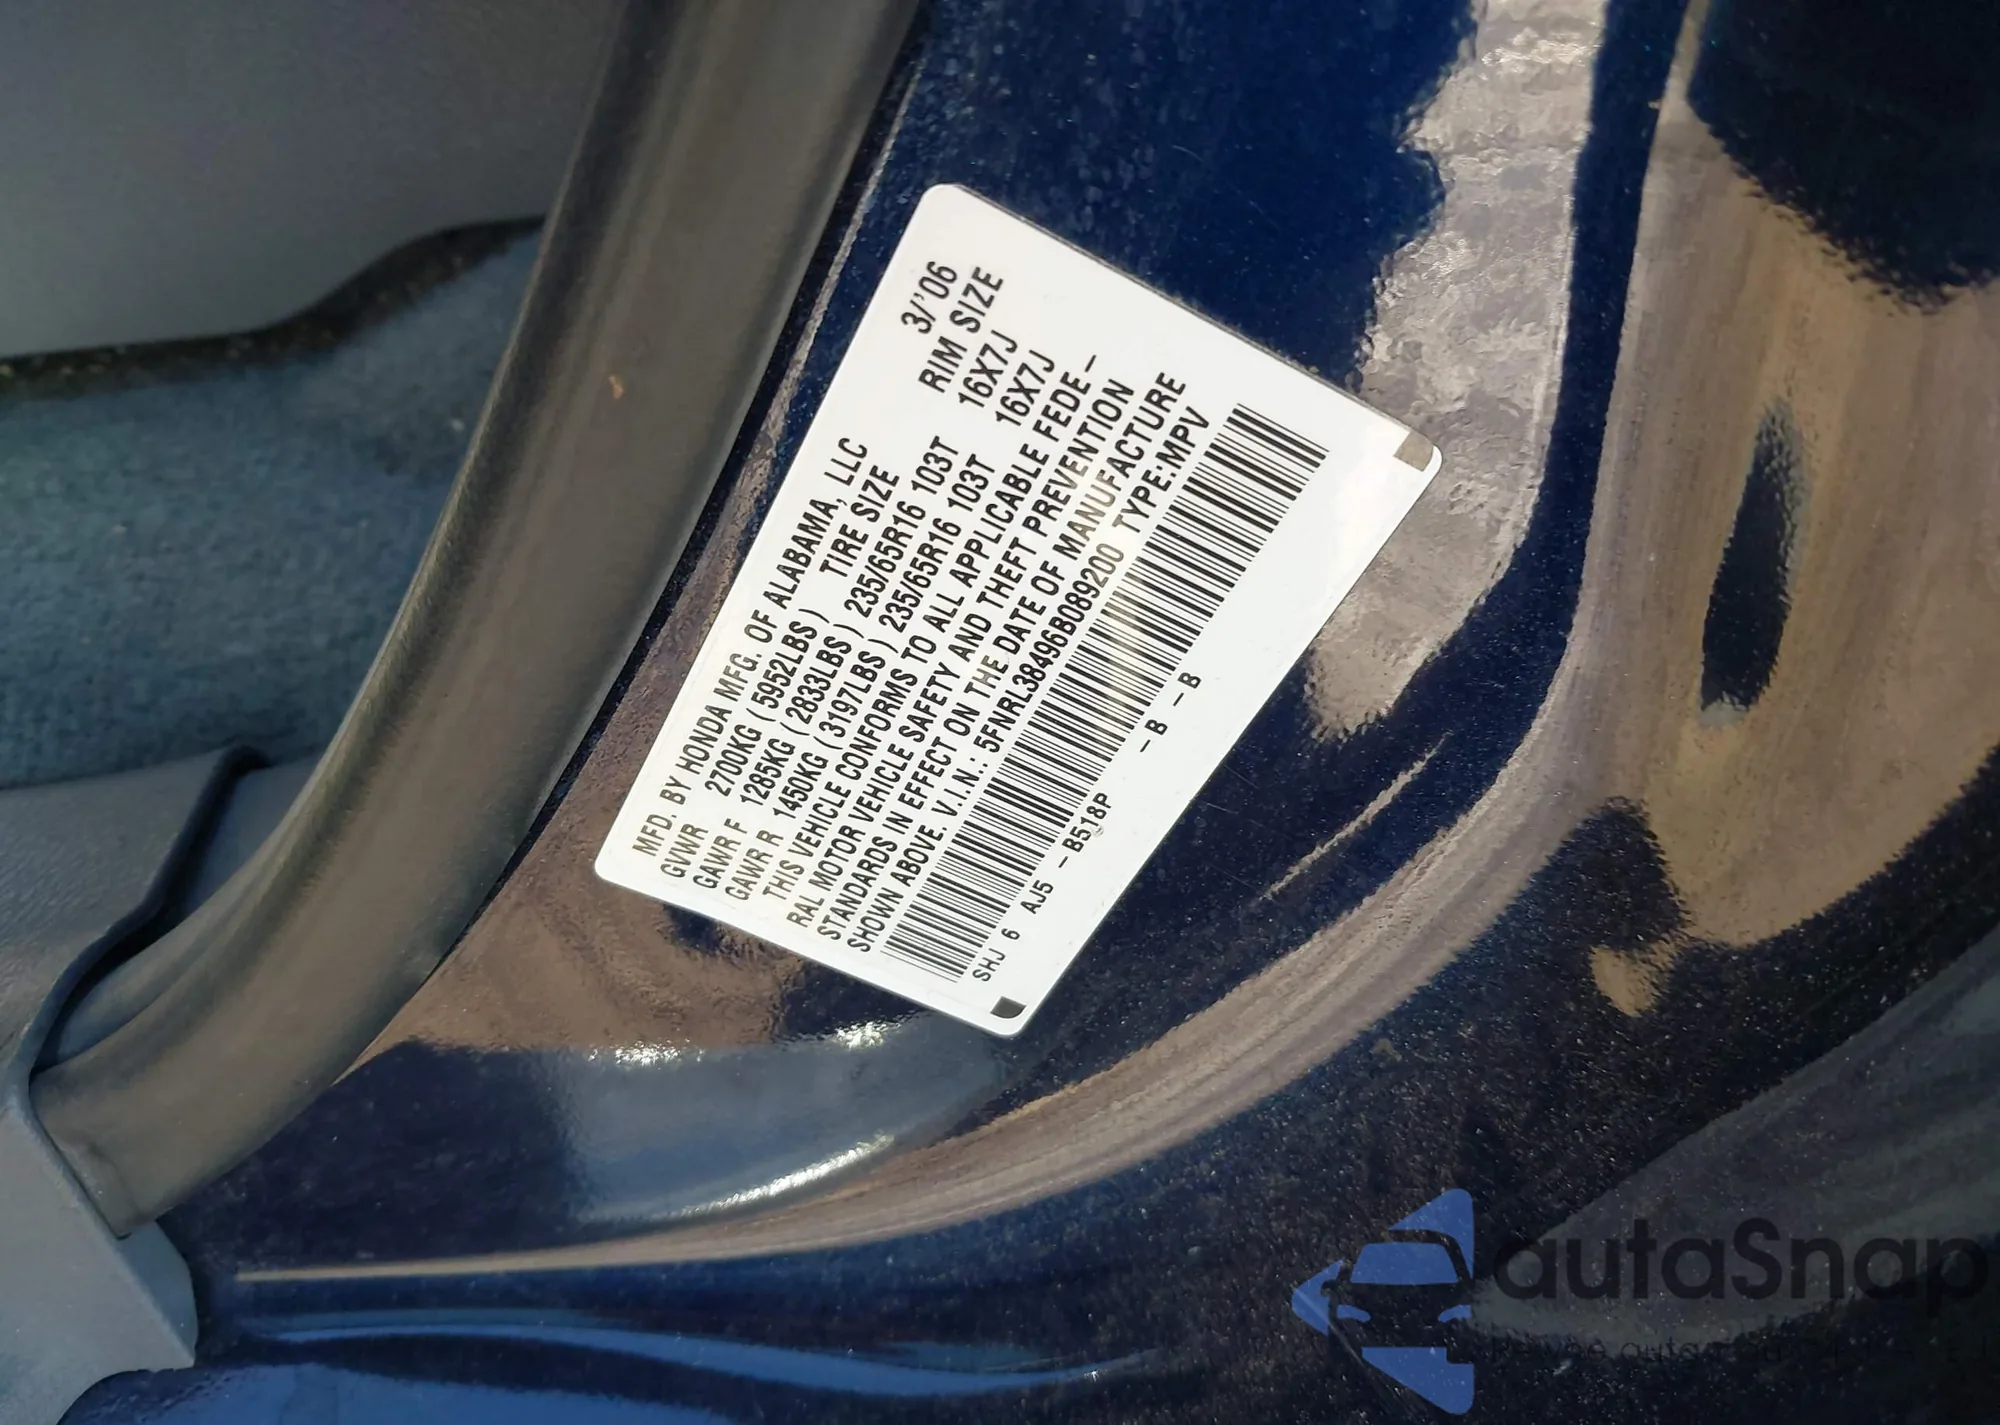 MFD. BY HONDA MFG. OF ALABAMA, LLC 3/'06
TIRE SIZE RIM SIZE
GVWR 2700KG (5952LBS)
GAWR F 1285KG (2833LBS) 235/65R16 103T 16X7J
GAWR R 1450KG (3197LBS) 235/65R16 103T 16X7J
THIS VEHICLE CONFORMS TO ALL APPLICABLE FEDE-
RAL MOTOR VEHICLE SAFETY AND THEFT PREVENTION
STANDARDS IN EFFECT ON THE DATE OF MANUFACTURE
SHOWN ABOVE. V.I.N.: 5FNRL38496B089200 TYPE:MPV
SHJ 6 AJ5 -B518P -B -B
autaSnap